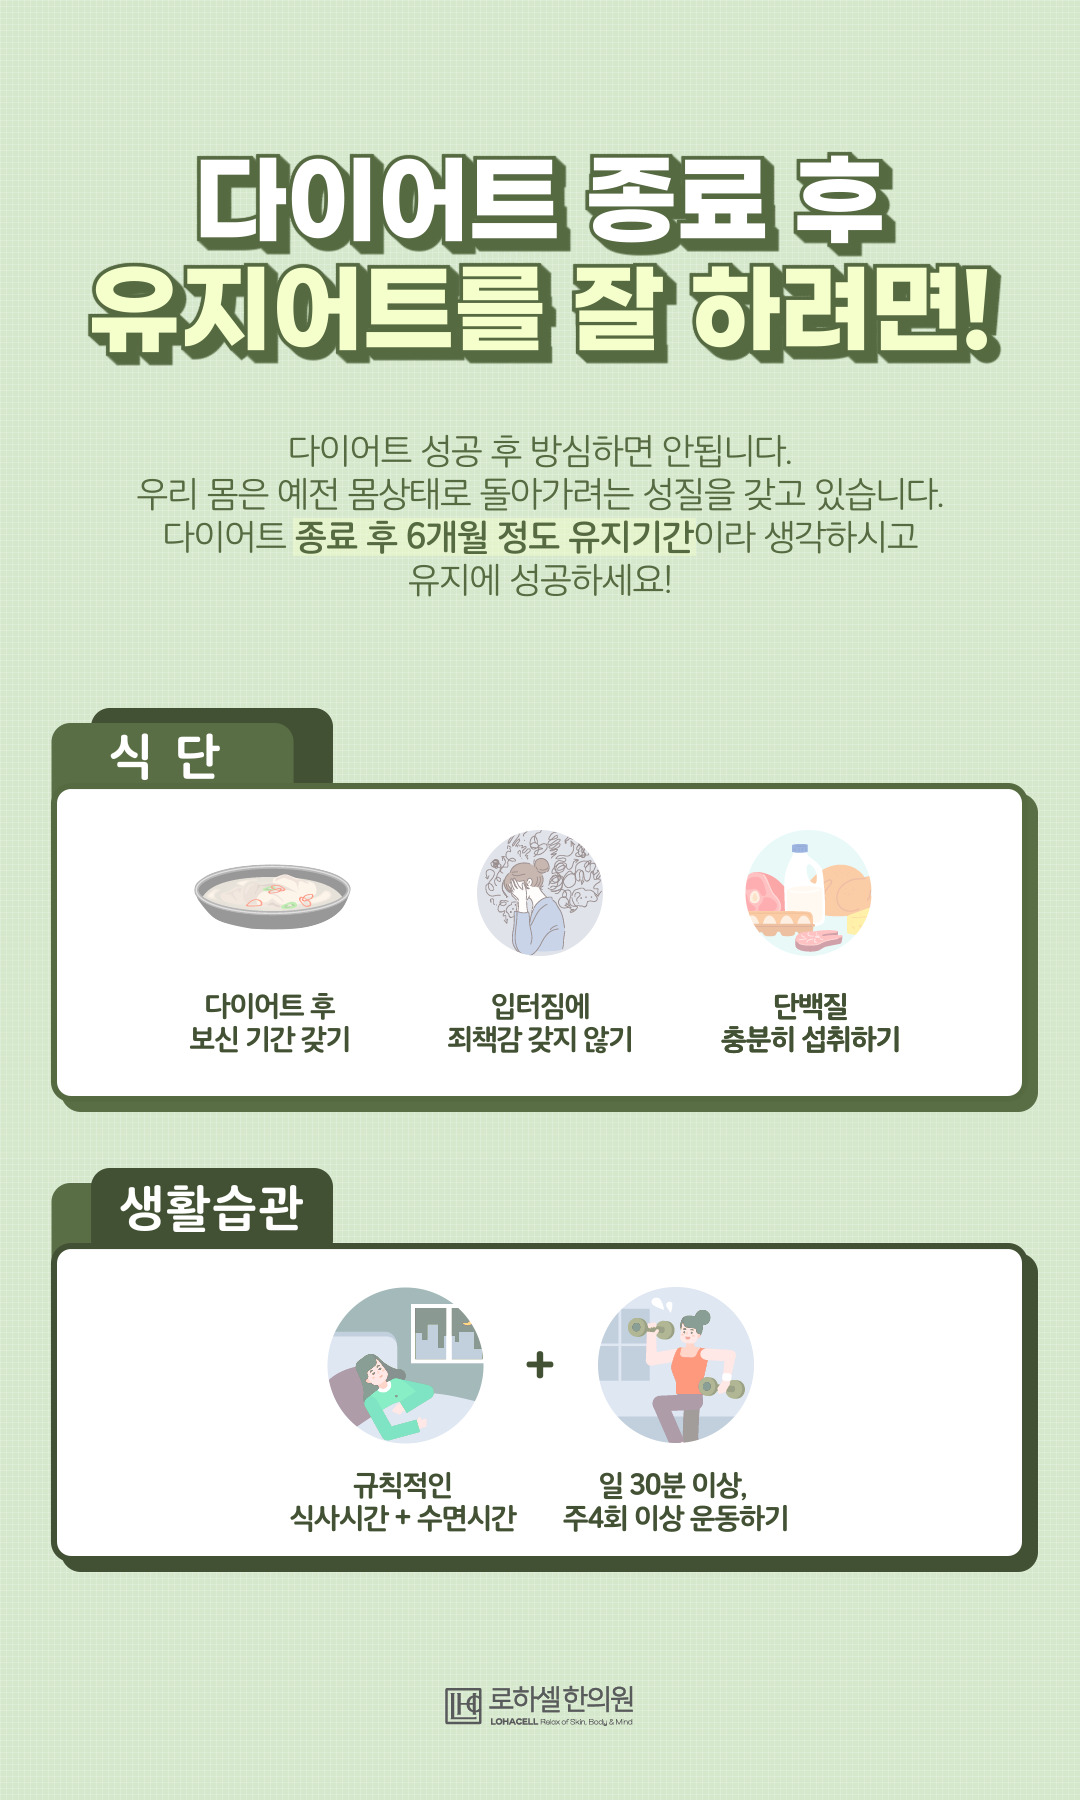 다이어트 종료 후
유지어트를 잘 하려면!
다이어트 성공 후 방심하면 안됩니다.
우리 몸은 예전 몸상태로 돌아가려는 성질을 갖고 있습니다.
다이어트 종료 후 6개월 정도 유지기간이라 생각하시고
유지에 성공하세요!
식 단
다이어트 후
보신 기간 갖기
입터짐에
죄책감 갖지 않기
단백질
충분히 섭취하기
생활습관
+
규칙적인
식사시간 + 수면시간
일 30분 이상,
주4회 이상 운동하기
로하셀한의원
LOHACELL Relax of Skin, Body & Mind